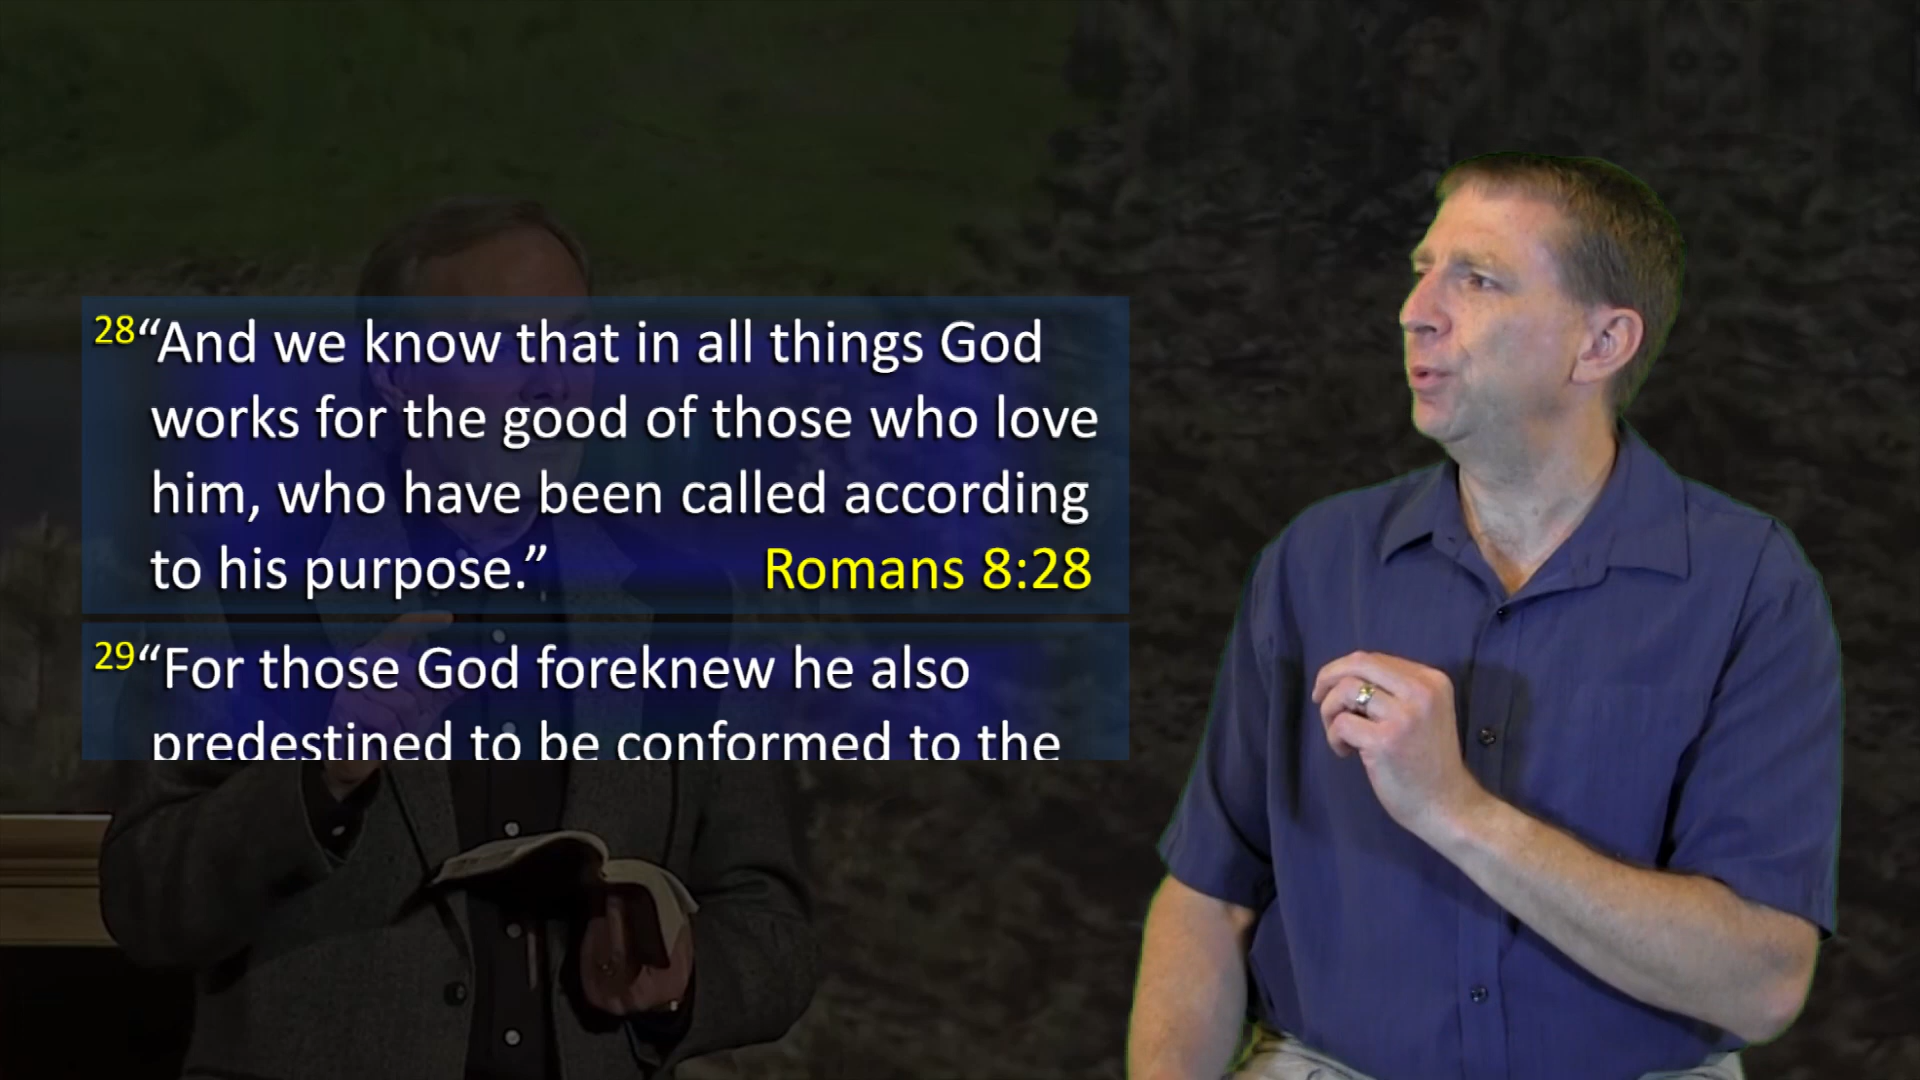 28“And we know that in all things God
works for the good of those who love
him, who have been called according
to his purpose.” Romans 8:28
29“For those God foreknew he also
predestined to be conformed to the